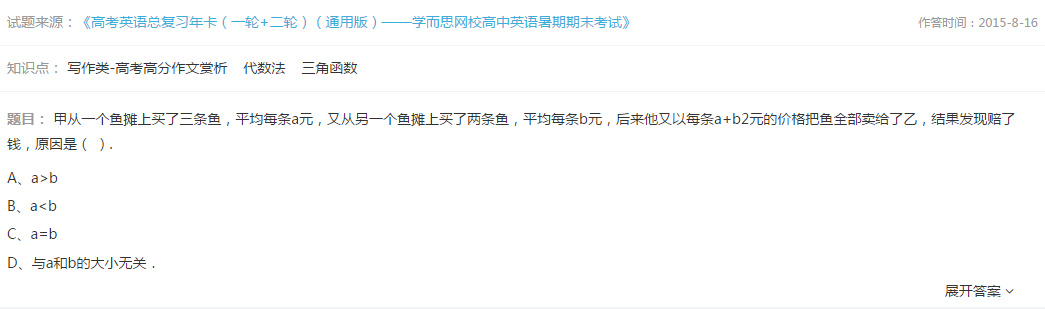 试题来源：《高考英语总复习年卡（一轮+二轮）（通用版）——学而思网校高中英语暑期期末考试》 作答时间：2015-8-16
知识点： 写作类-高考高分作文赏析 代数法 三角函数
题目： 甲从一个鱼摊上买了三条鱼，平均每条a元，又从另一个鱼摊上买了两条鱼，平均每条b元，后来他又以每条a+b2元的价格把鱼全部卖给了乙，结果发现赔了
钱，原因是（ ）.
A、a>b
B、a<b
C、a=b
D、与a和b的大小无关．
展开答案